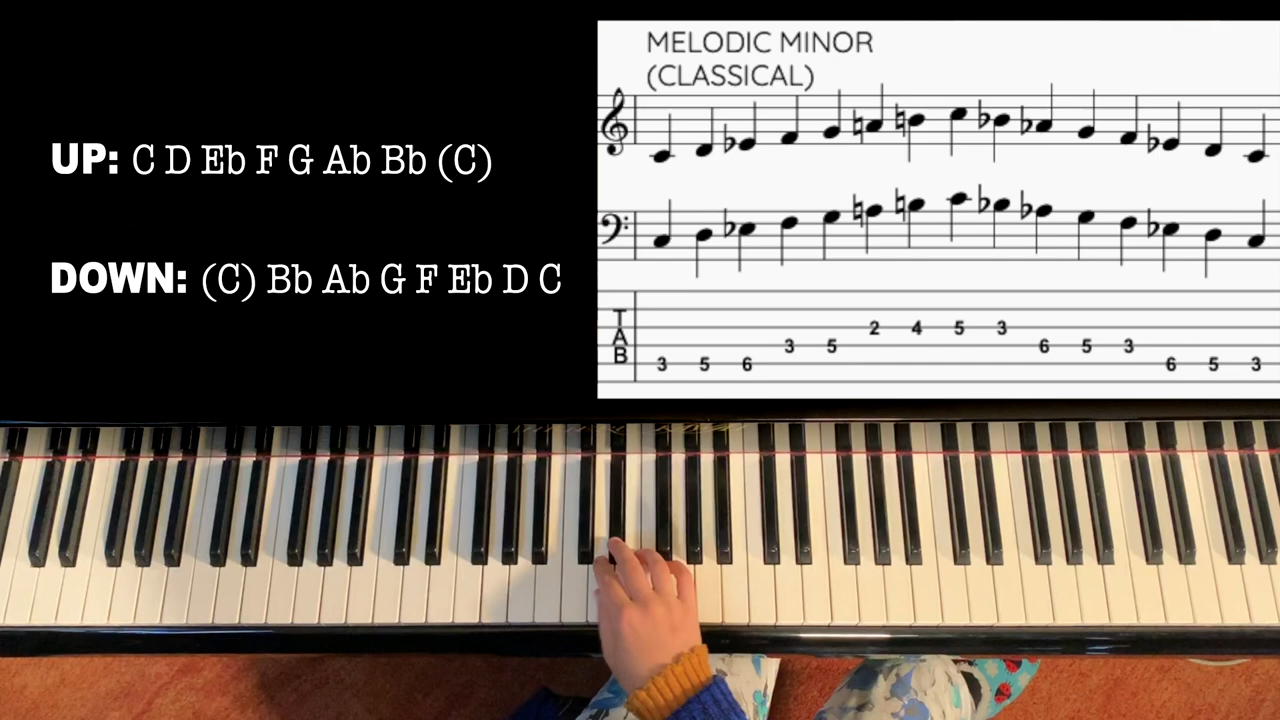 MELODIC MINOR
(CLASSICAL)
UP: C D Eb F G Ab Bb (C)
DOWN: (C) Bb Ab G F Eb D C
T
A
B
3 5 6 3 5 2 4 5 3 6 5 3 6 5 3